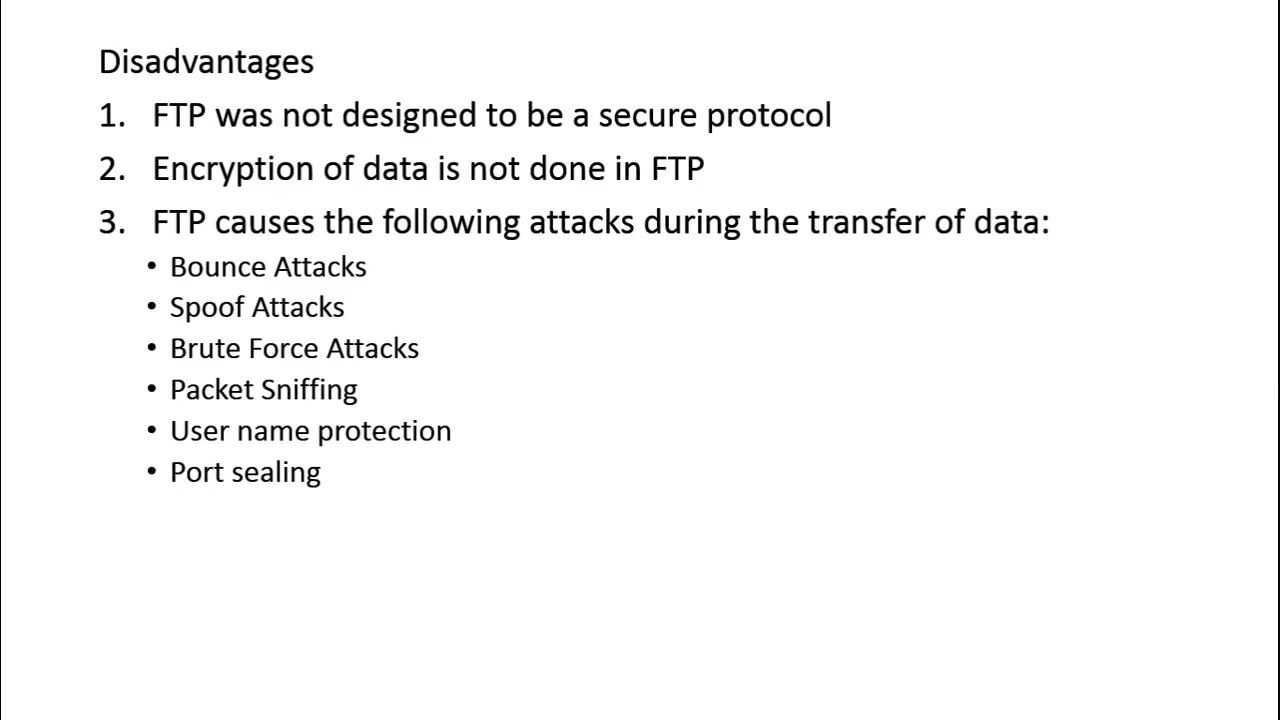 Disadvantages
1. FTP was not designed to be a secure protocol
2. Encryption of data is not done in FTP
3. FTP causes the following attacks during the transfer of data:
• Bounce Attacks
• Spoof Attacks
• Brute Force Attacks
• Packet Sniffing
• User name protection
• Port sealing